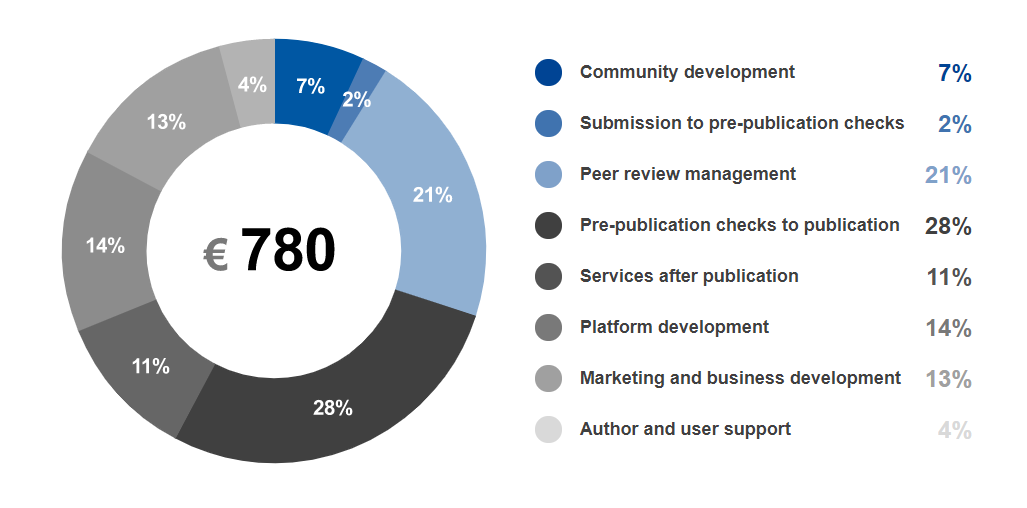 7%
2%
21%
28%
11%
14%
13%
4%
€ 780
Community development 7%
Submission to pre-publication checks 2%
Peer review management 21%
Pre-publication checks to publication 28%
Services after publication 11%
Platform development 14%
Marketing and business development 13%
Author and user support 4%